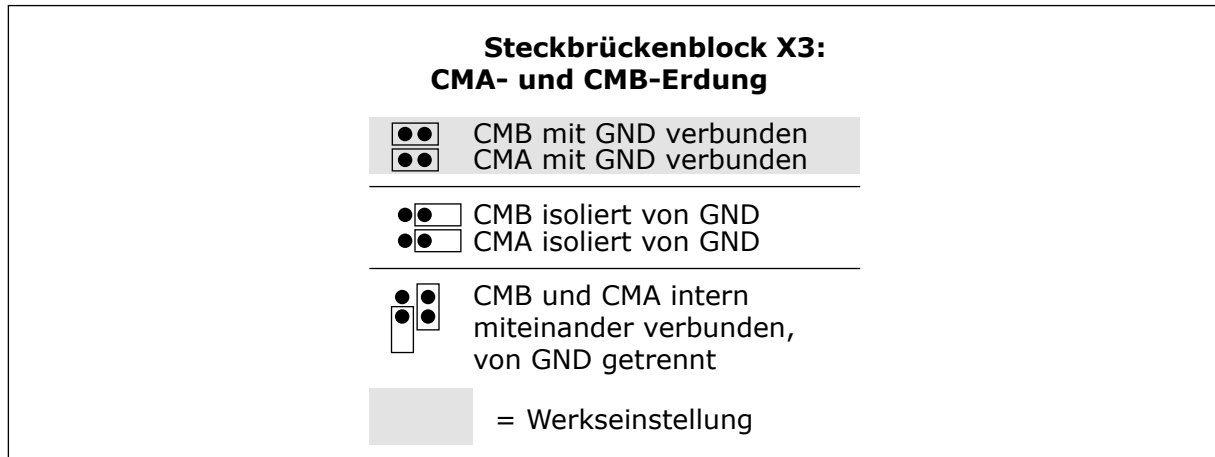 Steckbrückenblock X3:
CMA- und CMB-Erdung
CMB mit GND verbunden
CMA mit GND verbunden
CMB isoliert von GND
CMA isoliert von GND
CMB und CMA intern
miteinander verbunden,
von GND getrennt
= Werkseinstellung